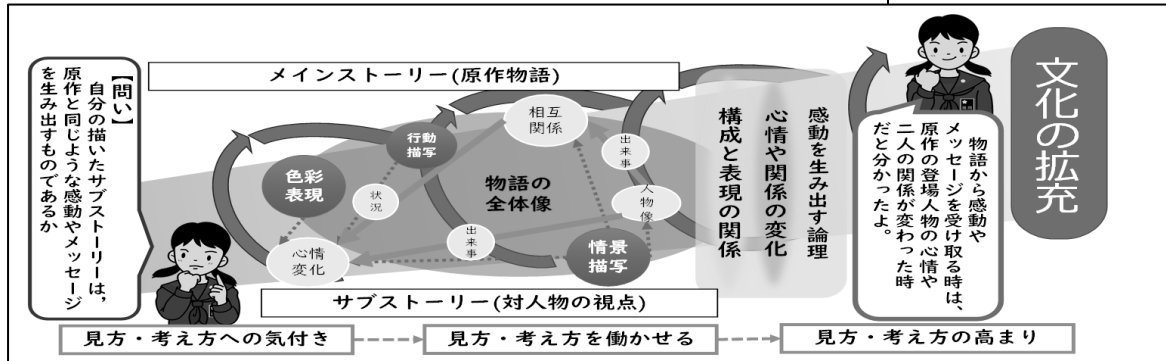 メインストーリー(原作物語)
【問い】
自分の描いたサブストーリーは,
原作と同じような感動やメッセージ
を生み出すものであるか
色彩
表現
行動
描写
相互
関係
出来事
状況
物語の
全体像
人物像
出来事
心情
変化
情景
描写
サブストーリー(対人物の視点)
感動を生み出す論理
心情や関係の変化
構成と表現の関係
物語から感動や
メッセージを受け取る時は、
原作の登場人物の心情や
二人の関係が変わった時
だと分かったよ。
文化の拡充
見方・考え方への気付き
見方・考え方を働かせる
見方・考え方の高まり